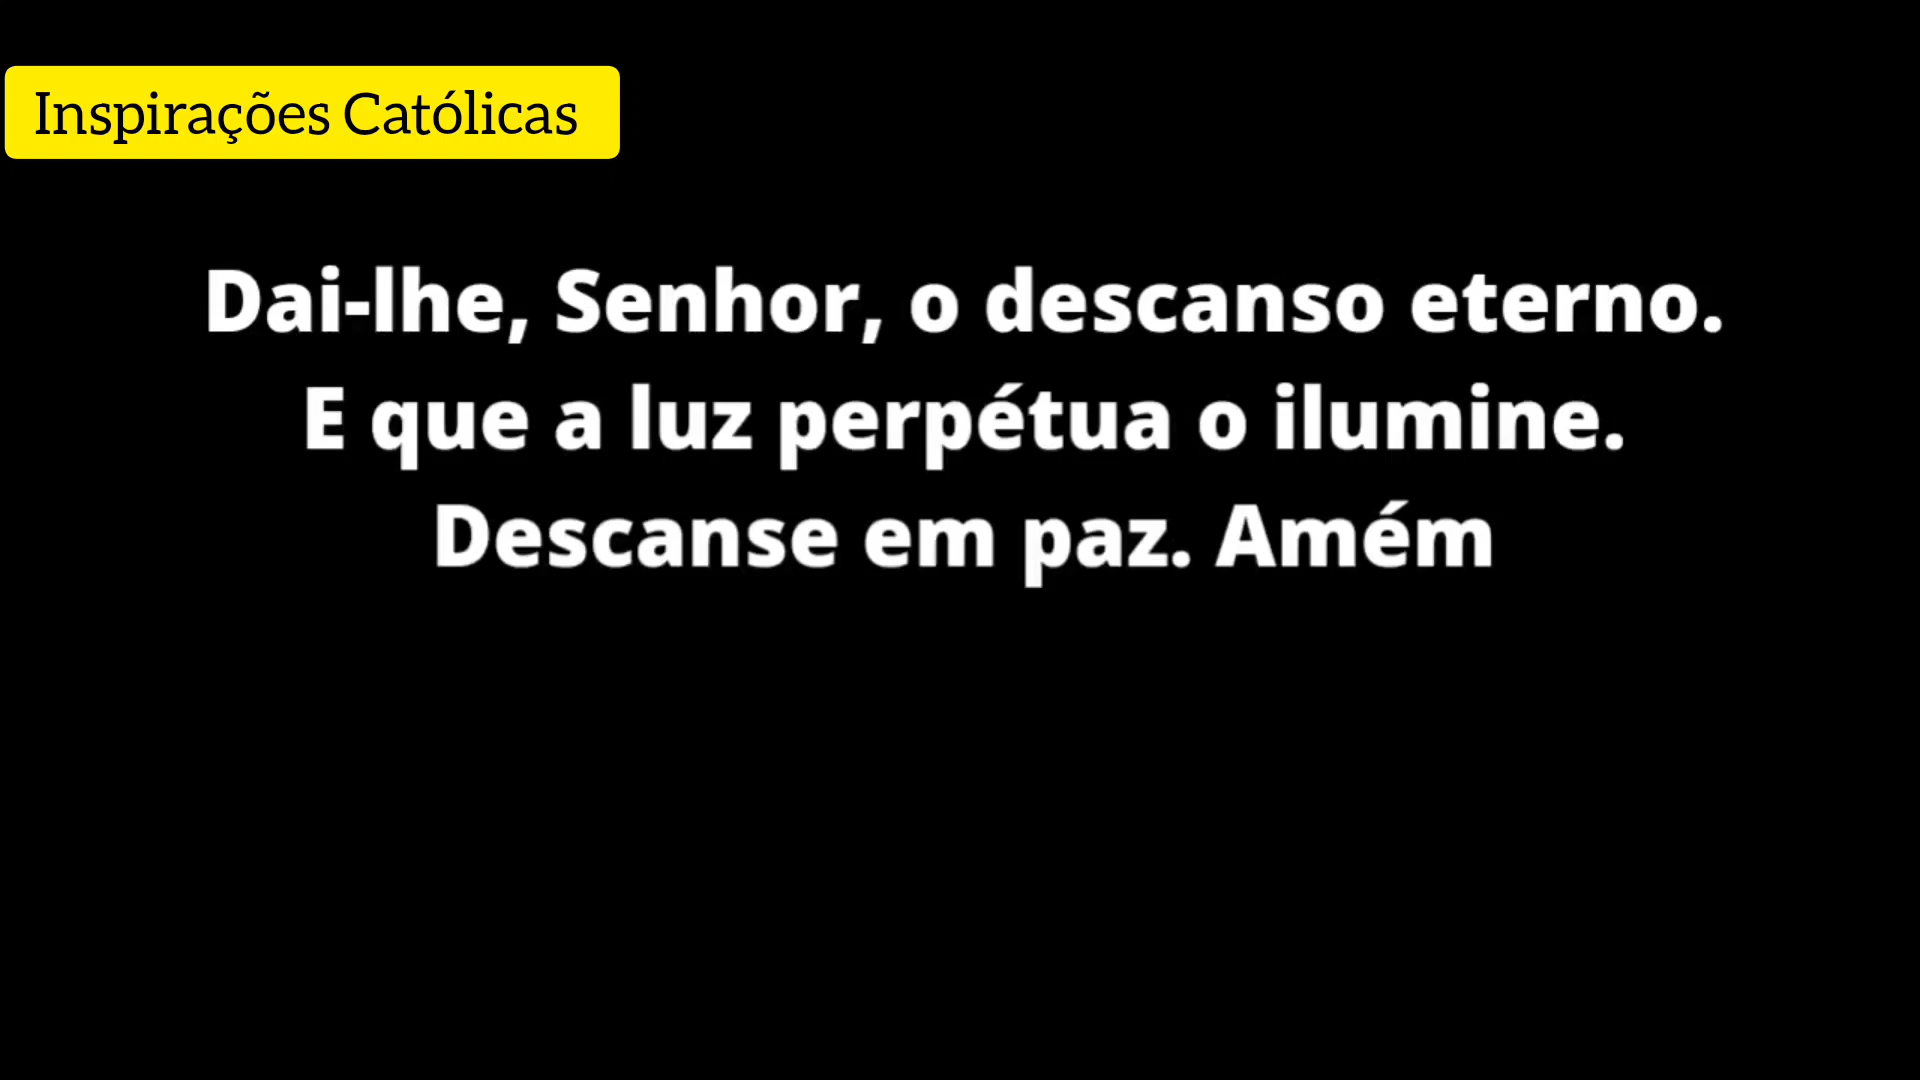 Inspirações Católicas
Dai-lhe, Senhor, o descanso eterno.
E que a luz perpétua o ilumine.
Descanse em paz. Amém